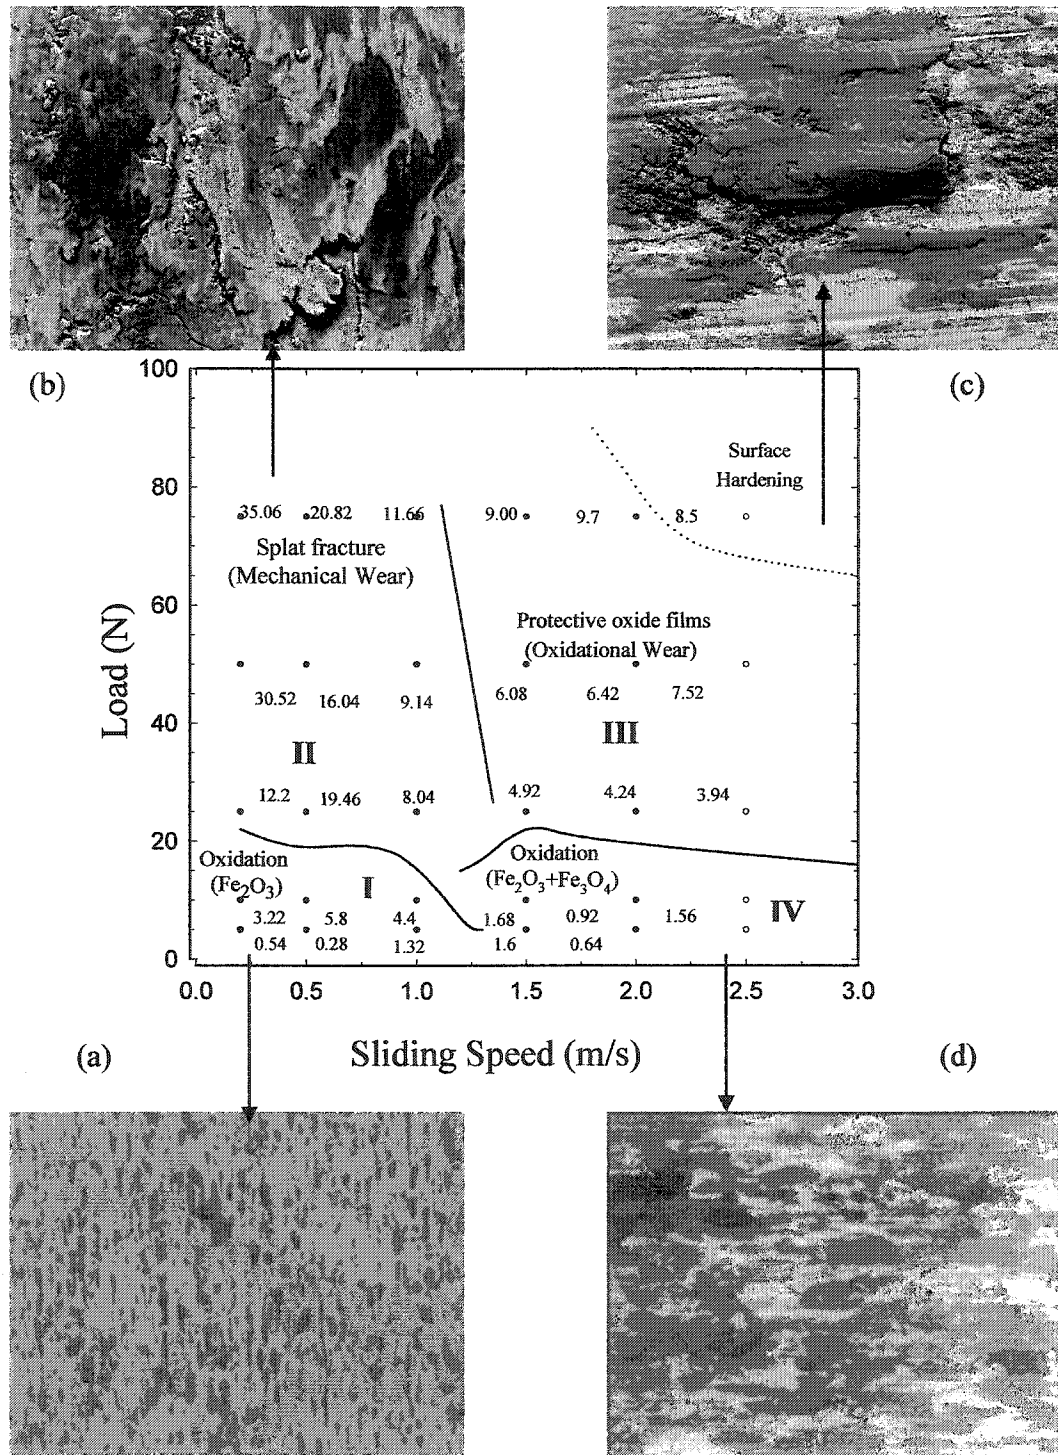 (b)
(c)
100
80
60
40
20
0
Load (N)
Surface
Hardening
35.06 20.82 11.66 9.00 9.7 8.5
Splat fracture
(Mechanical Wear)
Protective oxide films
(Oxidational Wear)
30.52 16.04 9.14 6.08 6.42 7.52
II
III
12.2 19.46 8.04 4.92 4.24 3.94
Oxidation
(Fe2O3)
I
Oxidation
(Fe2O3+Fe3O4)
IV
3.22 5.8 4.4 1.68 0.92 1.56
0.54 0.28 1.32 1.6 0.64
0.0 0.5 1.0 1.5 2.0 2.5 3.0
(a)
Sliding Speed (m/s)
(d)